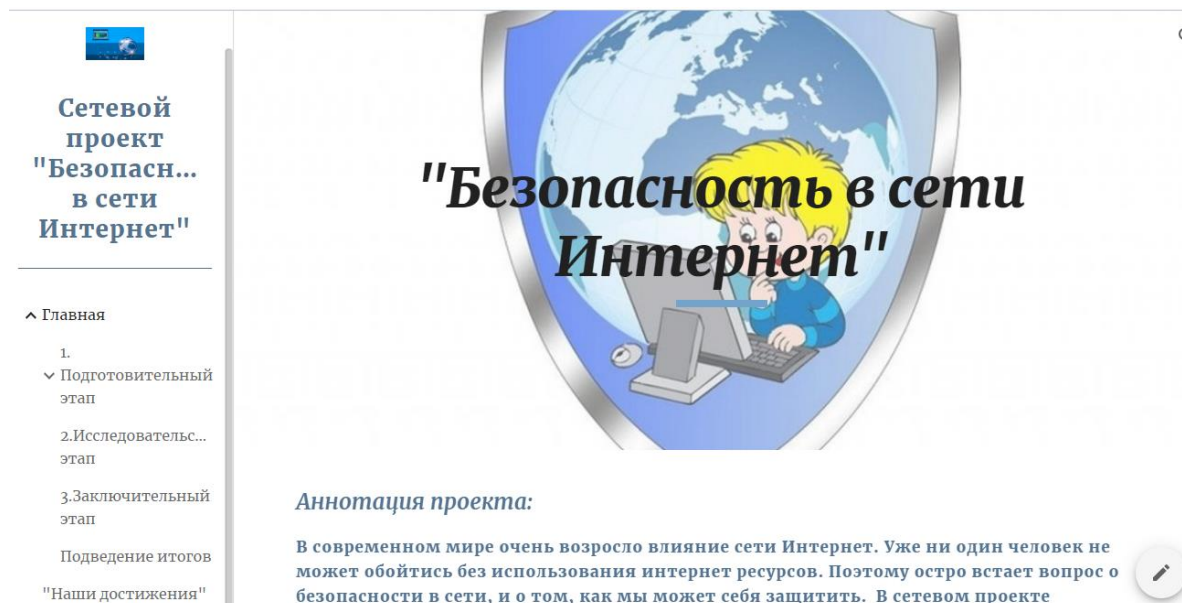 Сетевой
проект
"Безопасн...
в сети
Интернет"
Главная
1.
Подготовительный
этап
2.Исследовательс...
этап
3.Заключительный
этап
Подведение итогов
"Наши достижения"
"Безопасность в сети
Интернет"
Аннотация проекта:
В современном мире очень возросло влияние сети Интернет. Уже ни один человек не
может обойтись без использования интернет ресурсов. Поэтому остро встает вопрос о
безопасности в сети, и о том, как мы может себя защитить. В сетевом проекте